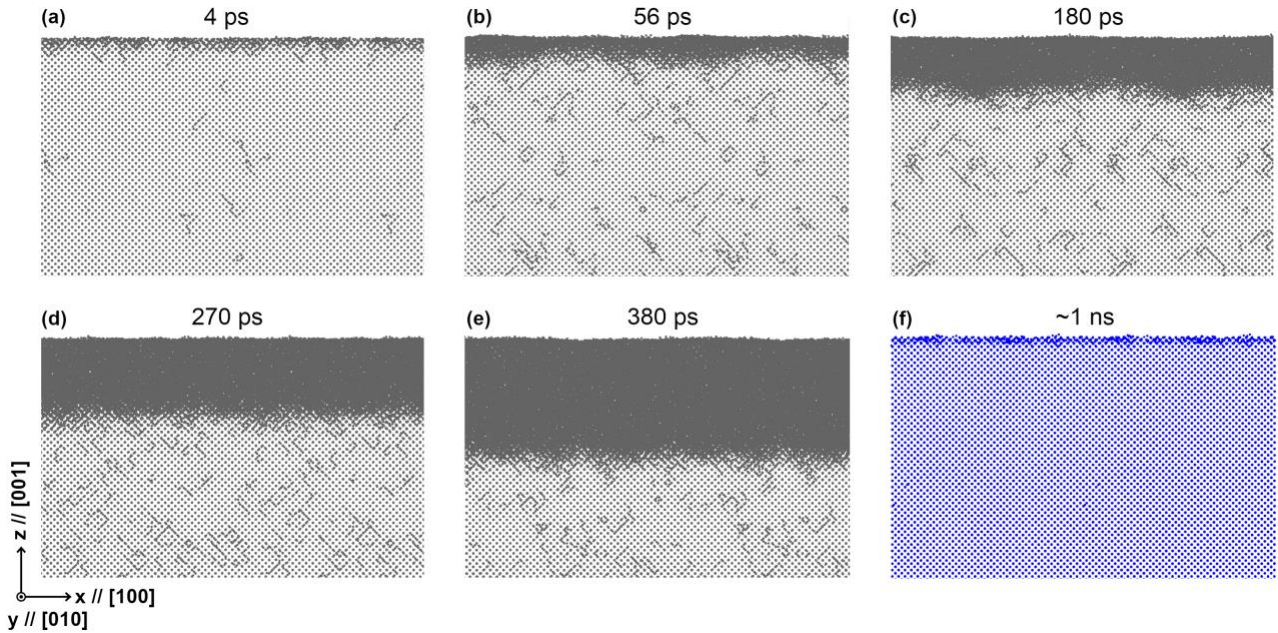 (a) 4 ps
(b) 56 ps
(c) 180 ps
(d) 270 ps
(e) 380 ps
(f) ~1 ns
z // [001]
x // [100]
y // [010]